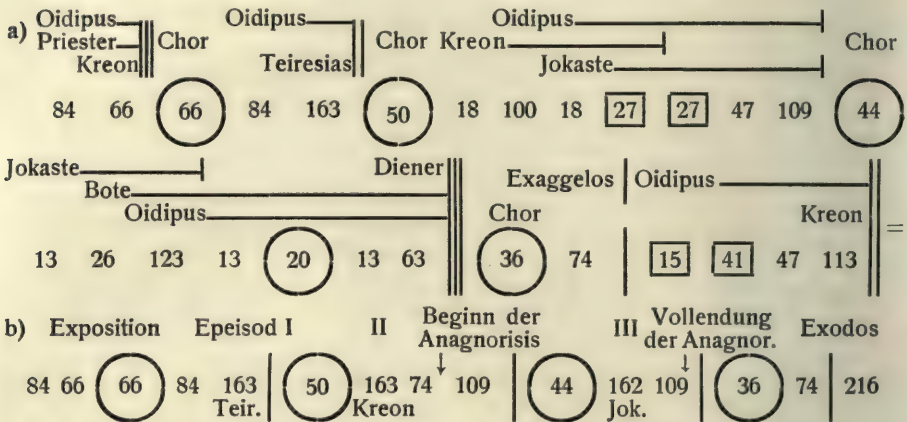 a) Oidipus Oidipus Oidipus
Priester Chor Chor Kreon Chor
Kreon Teiresias Jokaste
84 66 66 84 163 50 18 100 18 27 27 47 109 44
Jokaste Diener Exaggelos Oidipus
Bote
Oidipus Chor Kreon
13 26 123 13 20 13 63 36 74 15 41 47 113 =
b) Exposition Epeisod I II Beginn der Anagnorisis III Vollendung der Anagnor. Exodos
84 66 66 84 163 50 163 74 109 44 162 109 36 74 216
Teir. Kreon Jok.